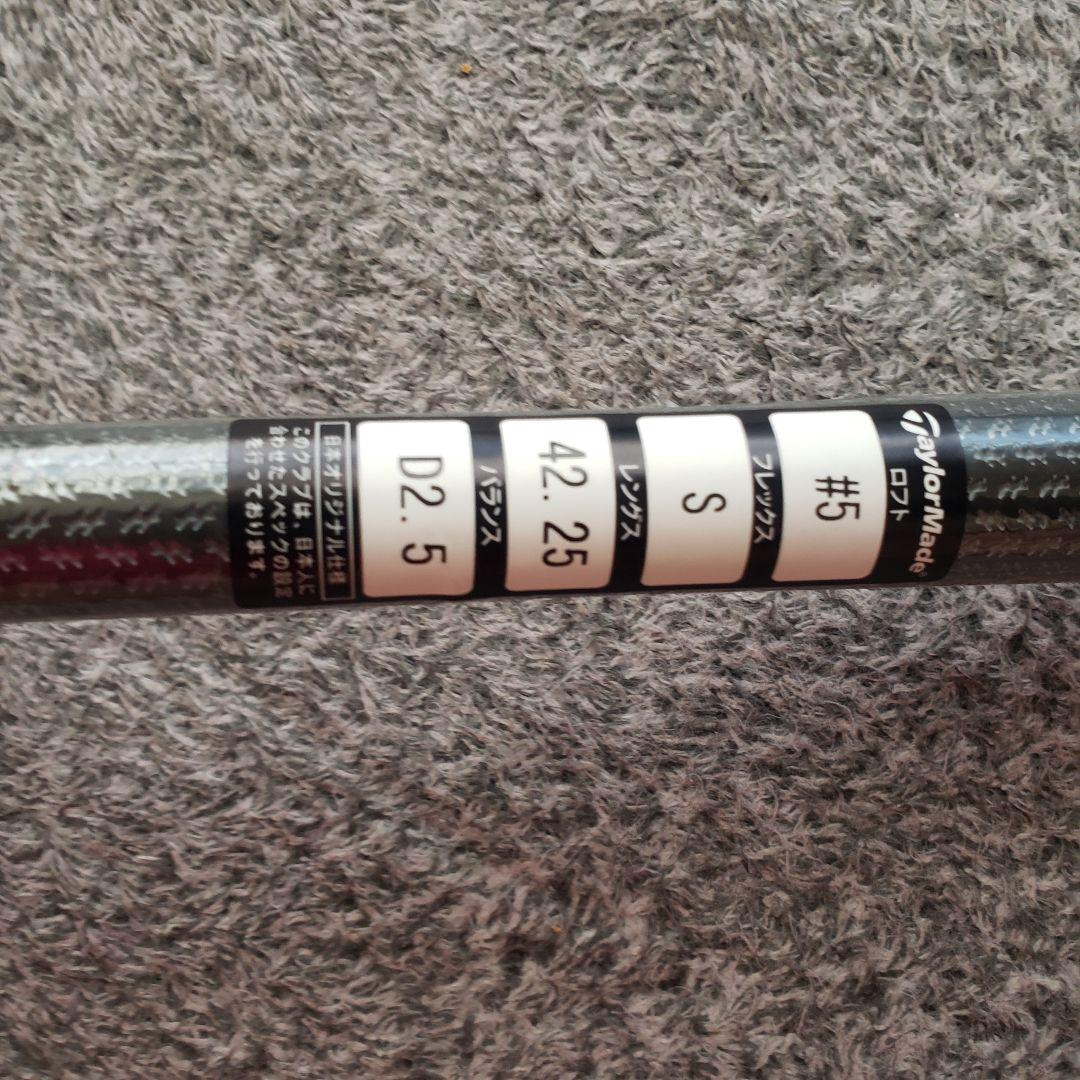 TaylorMade®
ロフト
#5
フレックス
S
レングス
42. 25
バランス
D2. 5
日本オリジナル仕様
このクラブは、日本人に
合わせたスペックの設定
を行っております。